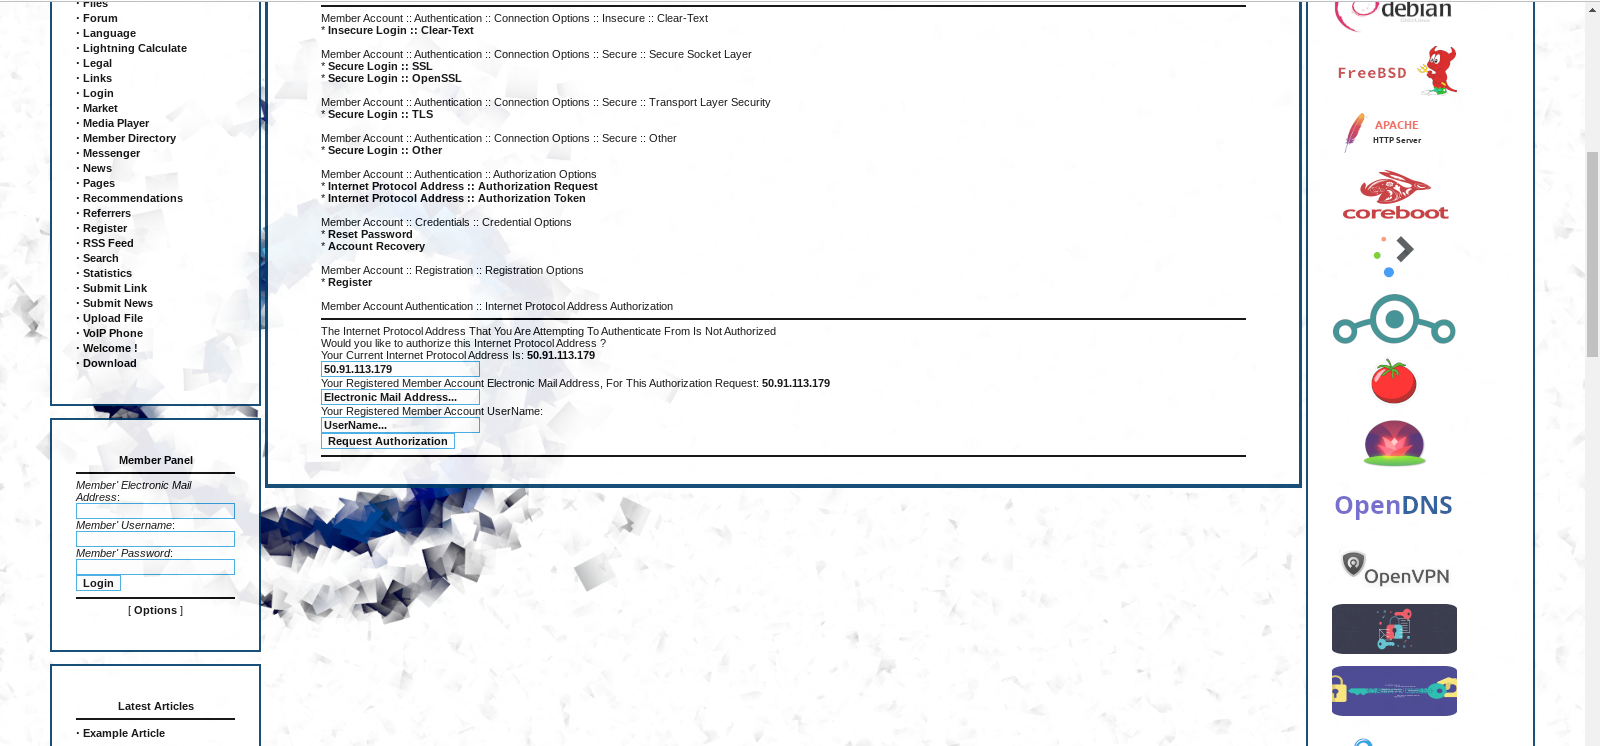 · Files
· Forum
· Language
· Lightning Calculate
· Legal
· Links
· Login
· Market
· Media Player
· Member Directory
· Messenger
· News
· Pages
· Recommendations
· Referrers
· Register
· RSS Feed
· Search
· Statistics
· Submit Link
· Submit News
· Upload File
· VoIP Phone
· Welcome !
· Download
Member Panel
Member' Electronic Mail
Address:
Member' Username:
Member' Password:
Login
[ Options ]
Latest Articles
· Example Article
Member Account :: Authentication :: Connection Options :: Insecure :: Clear-Text
* Insecure Login :: Clear-Text
Member Account :: Authentication :: Connection Options :: Secure :: Secure Socket Layer
* Secure Login :: SSL
* Secure Login :: OpenSSL
Member Account :: Authentication :: Connection Options :: Secure :: Transport Layer Security
* Secure Login :: TLS
Member Account :: Authentication :: Connection Options :: Secure :: Other
* Secure Login :: Other
Member Account :: Authentication :: Authorization Options
* Internet Protocol Address :: Authorization Request
* Internet Protocol Address :: Authorization Token
Member Account :: Credentials :: Credential Options
* Reset Password
* Account Recovery
Member Account :: Registration :: Registration Options
* Register
Member Account Authentication :: Internet Protocol Address Authorization
The Internet Protocol Address That You Are Attempting To Authenticate From Is Not Authorized
Would you like to authorize this Internet Protocol Address ?
Your Current Internet Protocol Address Is: 50.91.113.179
50.91.113.179
Your Registered Member Account Electronic Mail Address, For This Authorization Request: 50.91.113.179
Electronic Mail Address...
Your Registered Member Account UserName:
UserName...
Request Authorization
debian
FreeBSD
APACHE
HTTP Server
coreboot
OpenDNS
OpenVPN